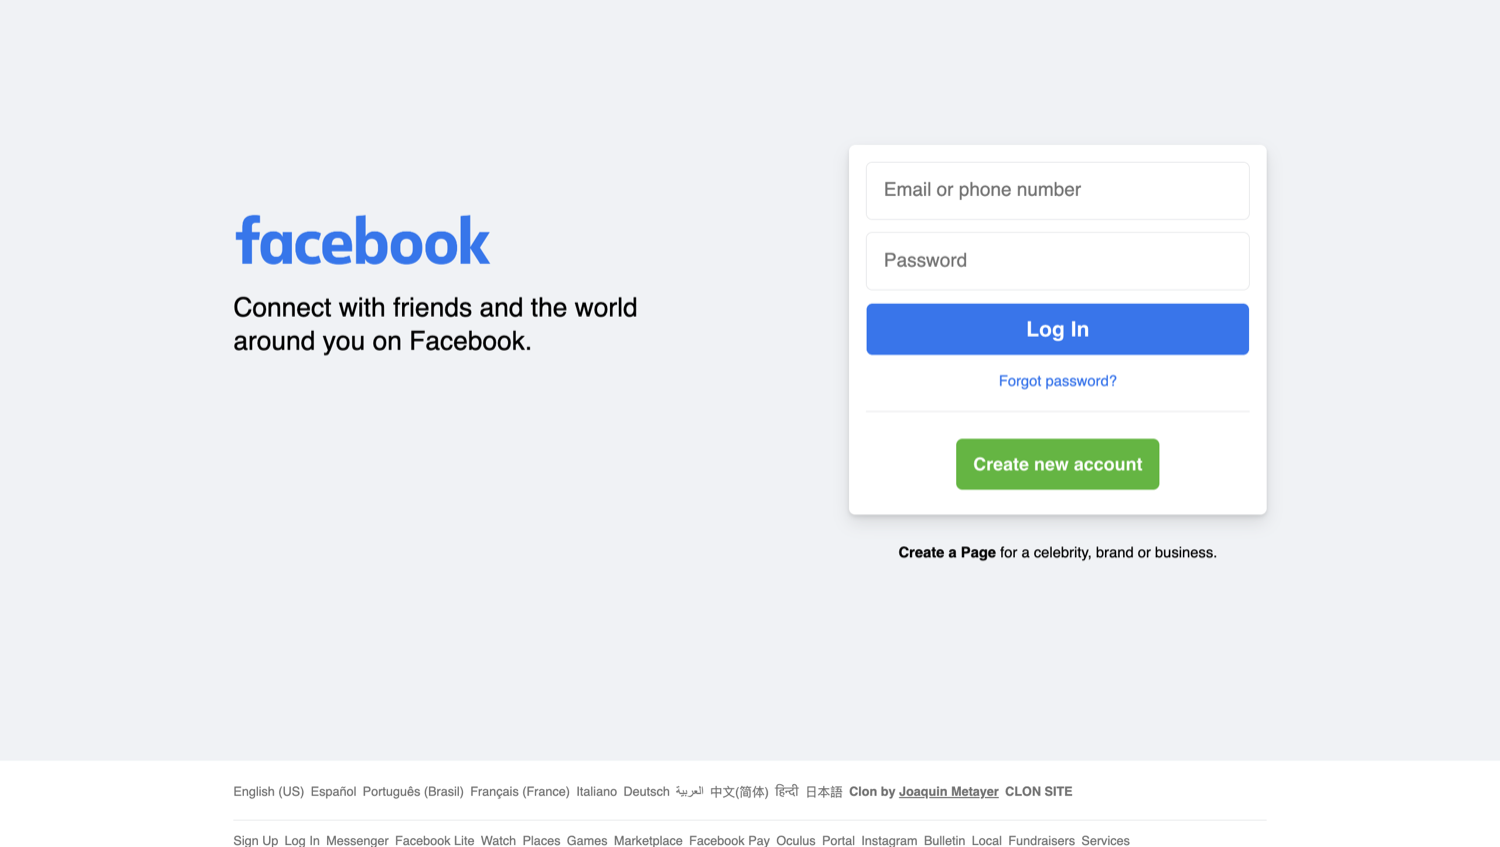 facebook
Connect with friends and the world
around you on Facebook.
Email or phone number
Password
Log In
Forgot password?
Create new account
Create a Page for a celebrity, brand or business.
English (US) Español Português (Brasil) Français (France) Italiano Deutsch العربية 中文(简体) हिन्दी 日本語 Clon by Joaquin Metayer CLON SITE
Sign Up Log In Messenger Facebook Lite Watch Places Games Marketplace Facebook Pay Oculus Portal Instagram Bulletin Local Fundraisers Services